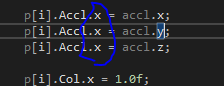 p[i].Accl.x = accl.x;
p[i].Accl.x = accl.y;
p[i].Accl.x = accl.z;
p[i].Col.x = 1.0f;